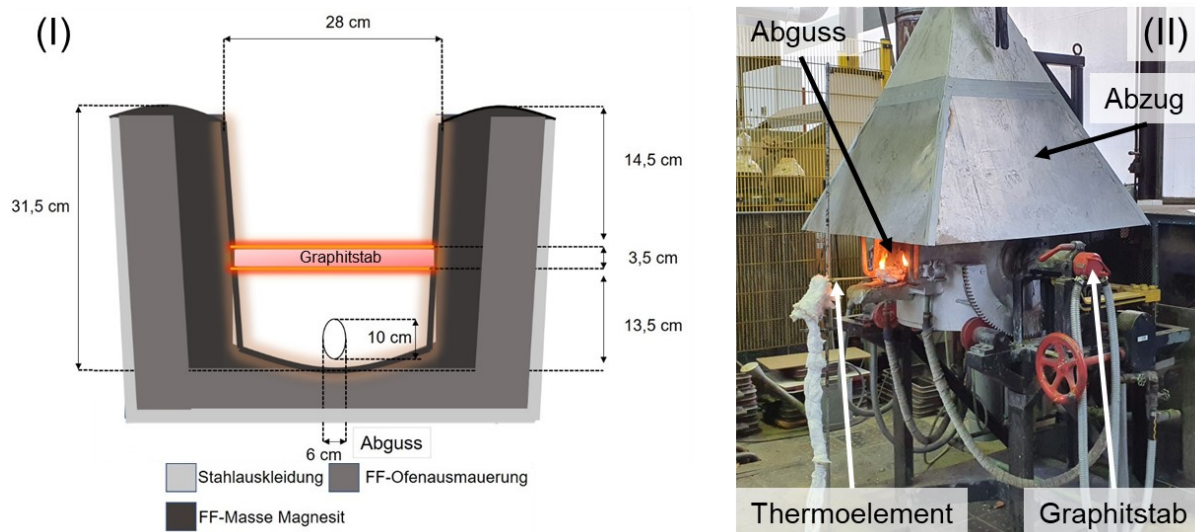 (I)
28 cm
31,5 cm
14,5 cm
Graphitstab
3,5 cm
10 cm
13,5 cm
Abguss
6 cm
Stahlauskleidung
FF-Ofenausmauerung
FF-Masse Magnesit
(II)
Abguss
Abzug
Thermoelement
Graphitstab